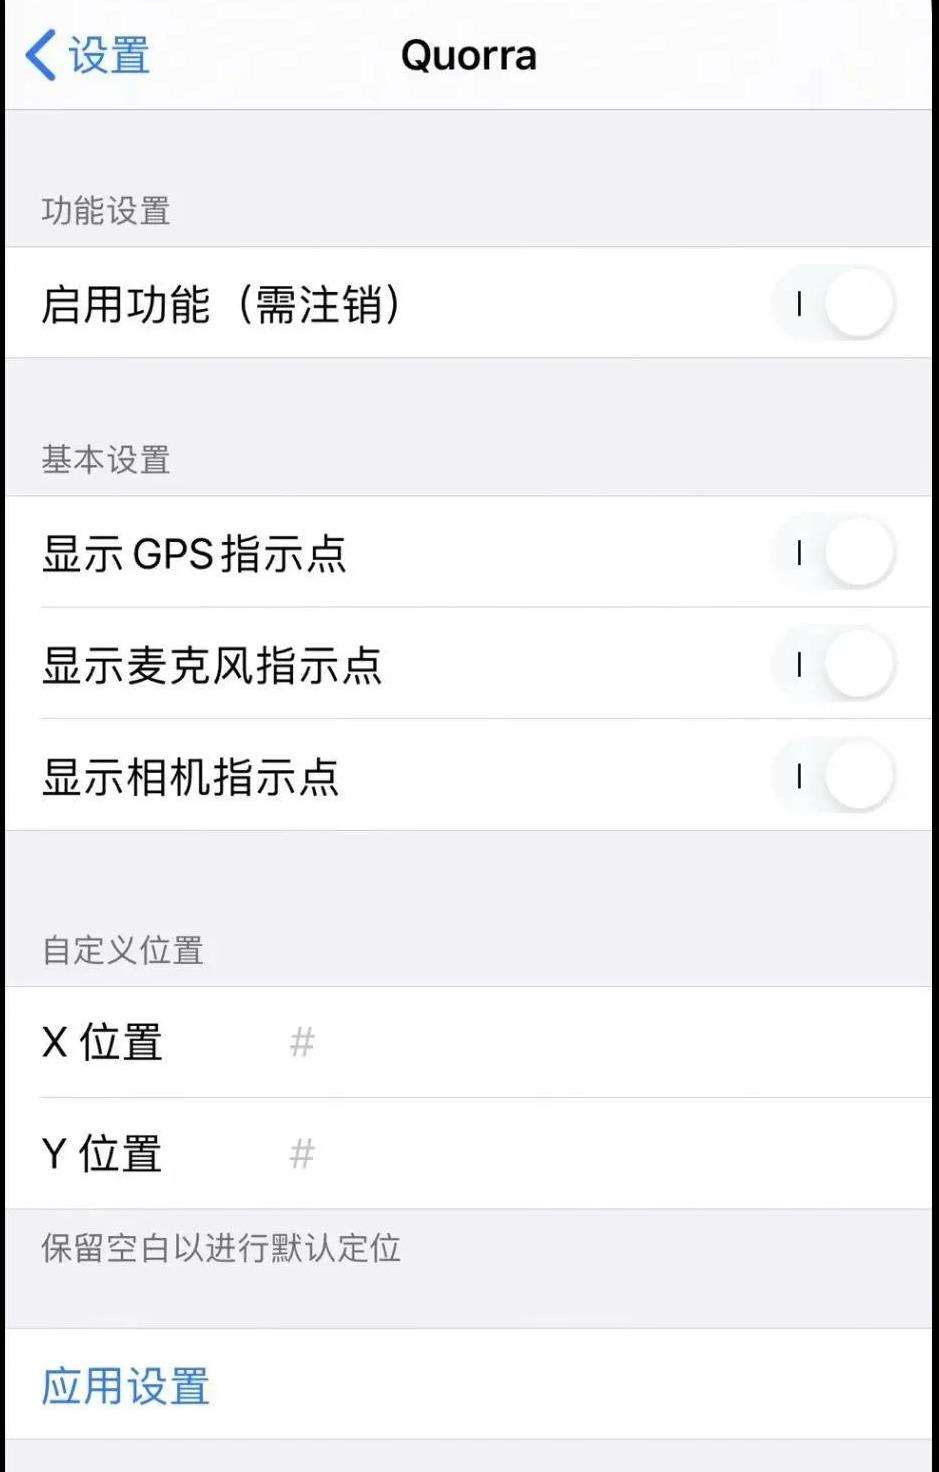 设置
Quorra
功能设置
启用功能（需注销）
基本设置
显示GPS指示点
显示麦克风指示点
显示相机指示点
自定义位置
X 位置 #
Y 位置 #
保留空白以进行默认定位
应用设置